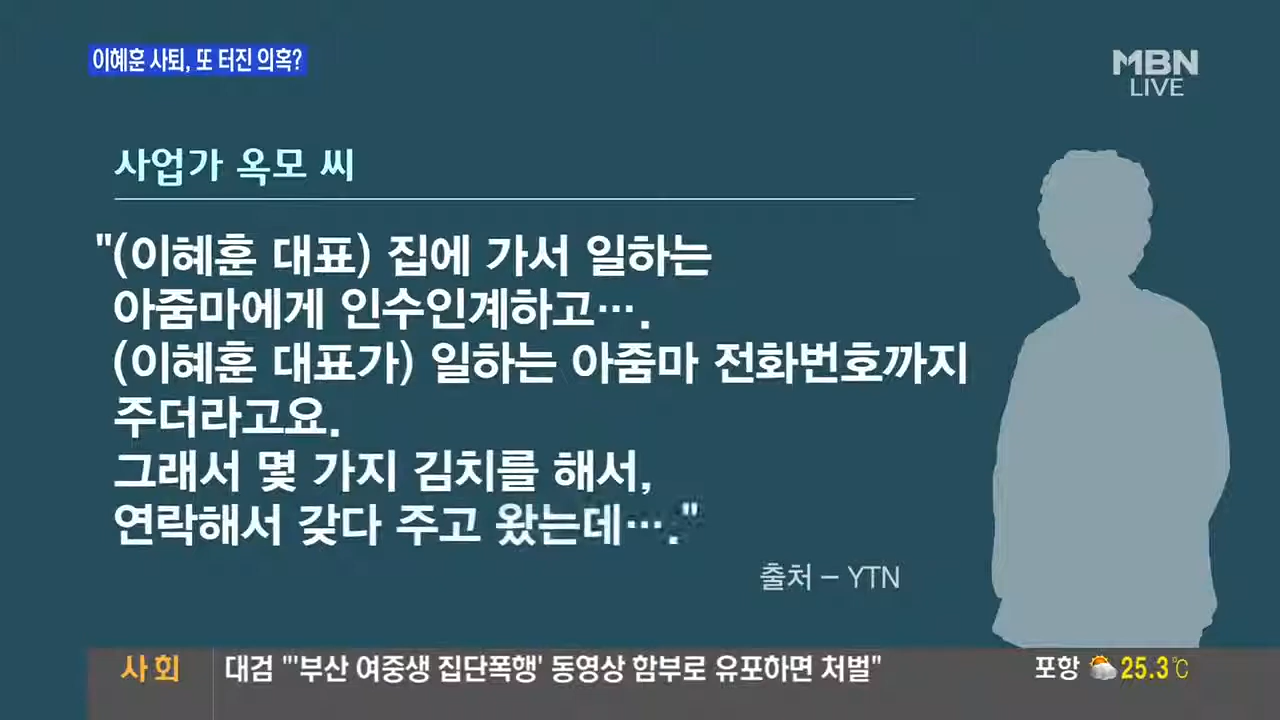 이혜훈 사퇴, 또 터진 의혹?
MBN
LIVE
사업가 옥모 씨
"(이혜훈 대표) 집에 가서 일하는
아줌마에게 인수인계하고….
(이혜훈 대표가) 일하는 아줌마 전화번호까지
주더라고요.
그래서 몇 가지 김치를 해서,
연락해서 갖다 주고 왔는데…."
출처 – YTN
사회 대검 "'부산 여중생 집단폭행' 동영상 함부로 유포하면 처벌" 포항 25.3℃